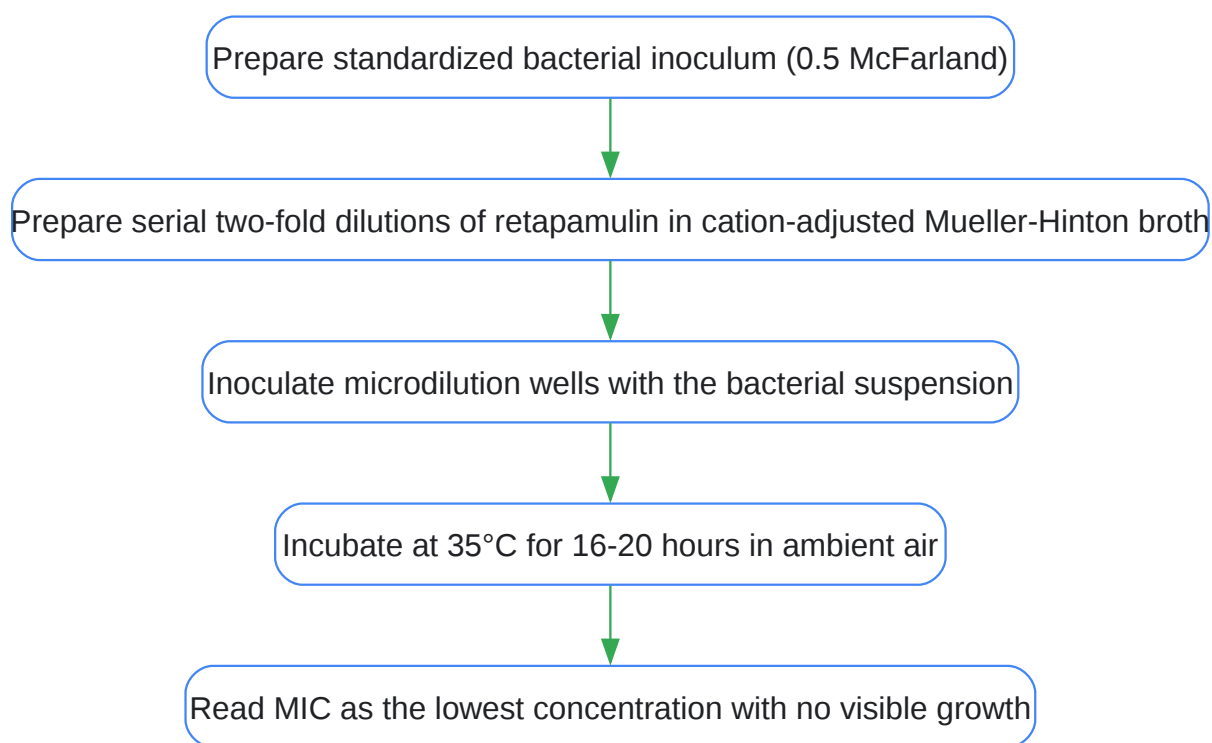 Prepare standardized bacterial inoculum (0.5 McFarland)
Prepare serial two-fold dilutions of retapamulin in cation-adjusted Mueller-Hinton broth
Inoculate microdilution wells with the bacterial suspension
Incubate at 35°C for 16-20 hours in ambient air
Read MIC as the lowest concentration with no visible growth